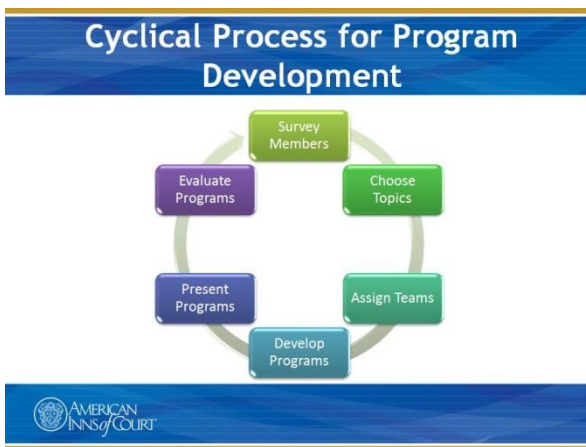 Cyclical Process for Program
Development
Survey
Members
Choose
Topics
Assign Teams
Develop
Programs
Present
Programs
Evaluate
Programs
AMERICAN
INNS of COURT